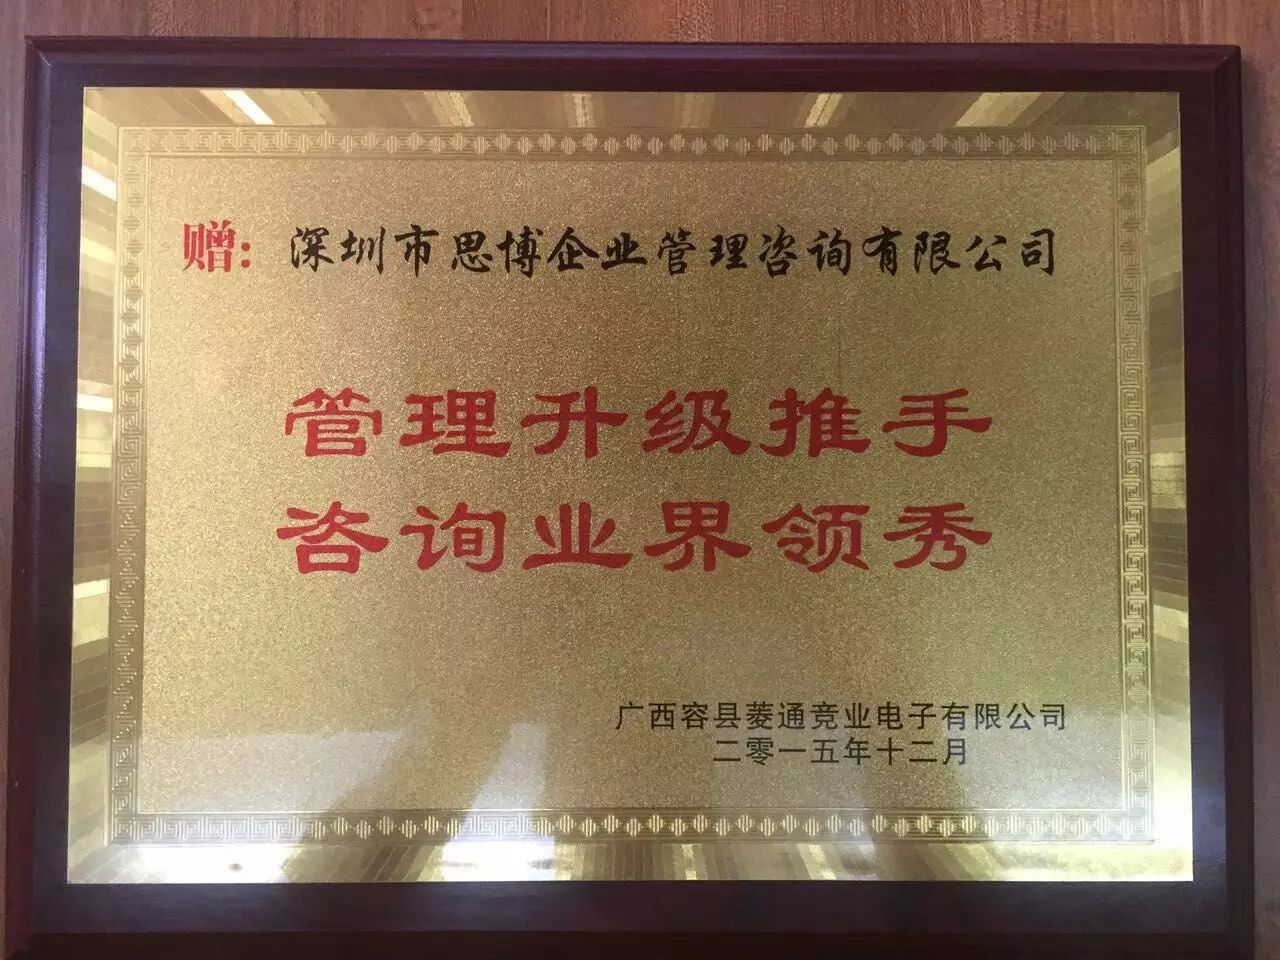 赠：深圳市思博企业管理咨询有限公司
管理升级推手
咨询业界领秀
广西容县菱通竞业电子有限公司
二零一五年十二月